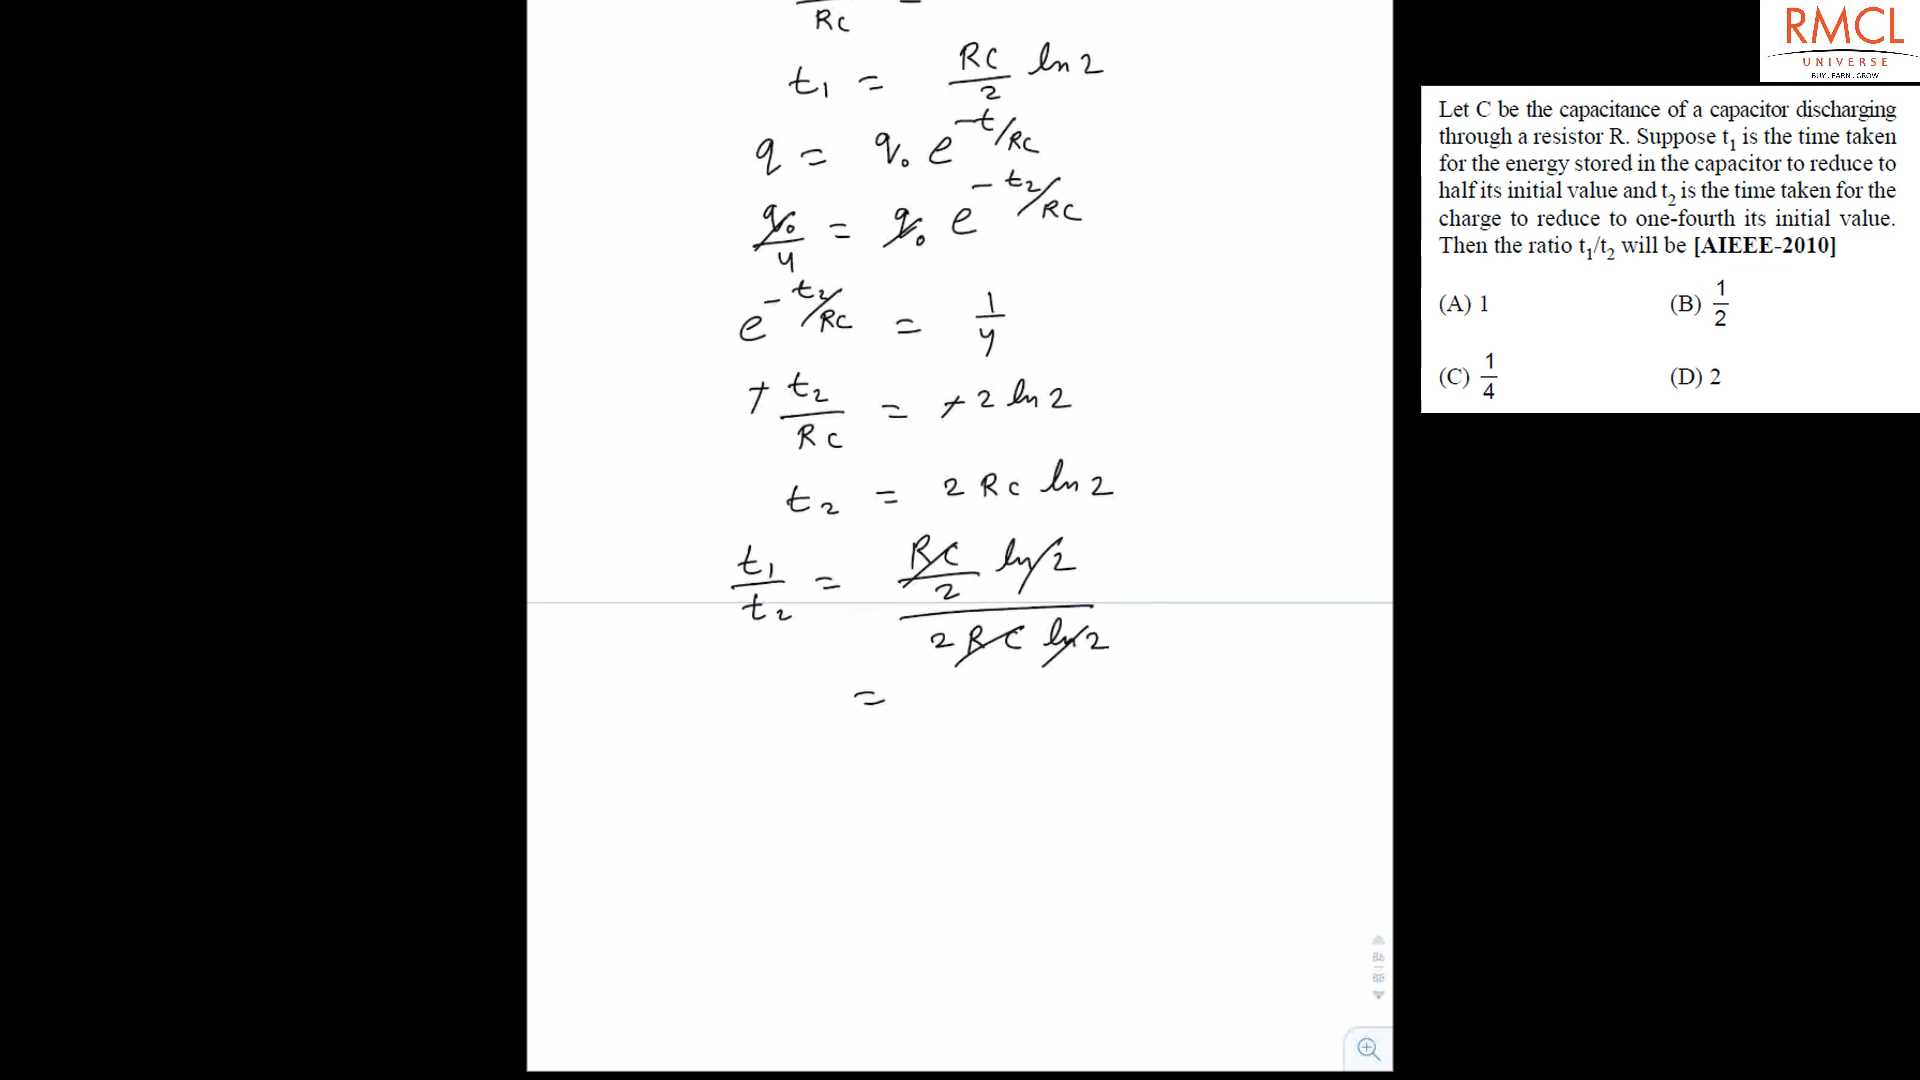 RC =
t₁ = RC/2 ln 2
q = q₀ e^(-t/RC)
q₀/4 = q₀ e^(-t₂/RC)
e^(-t₂/RC) = 1/4
+ t₂/RC = + 2 ln 2
t₂ = 2 RC ln 2
t₁/t₂ = (RC/2 ln 2)/(2 RC ln 2)
=
86
88
RMCL
UNIVERSE
BUY . EARN . GROW
Let C be the capacitance of a capacitor discharging
through a resistor R. Suppose t₁ is the time taken
for the energy stored in the capacitor to reduce to
half its initial value and t₂ is the time taken for the
charge to reduce to one-fourth its initial value.
Then the ratio t₁/t₂ will be [AIEEE-2010]
(A) 1 (B) 1/2
(C) 1/4 (D) 2